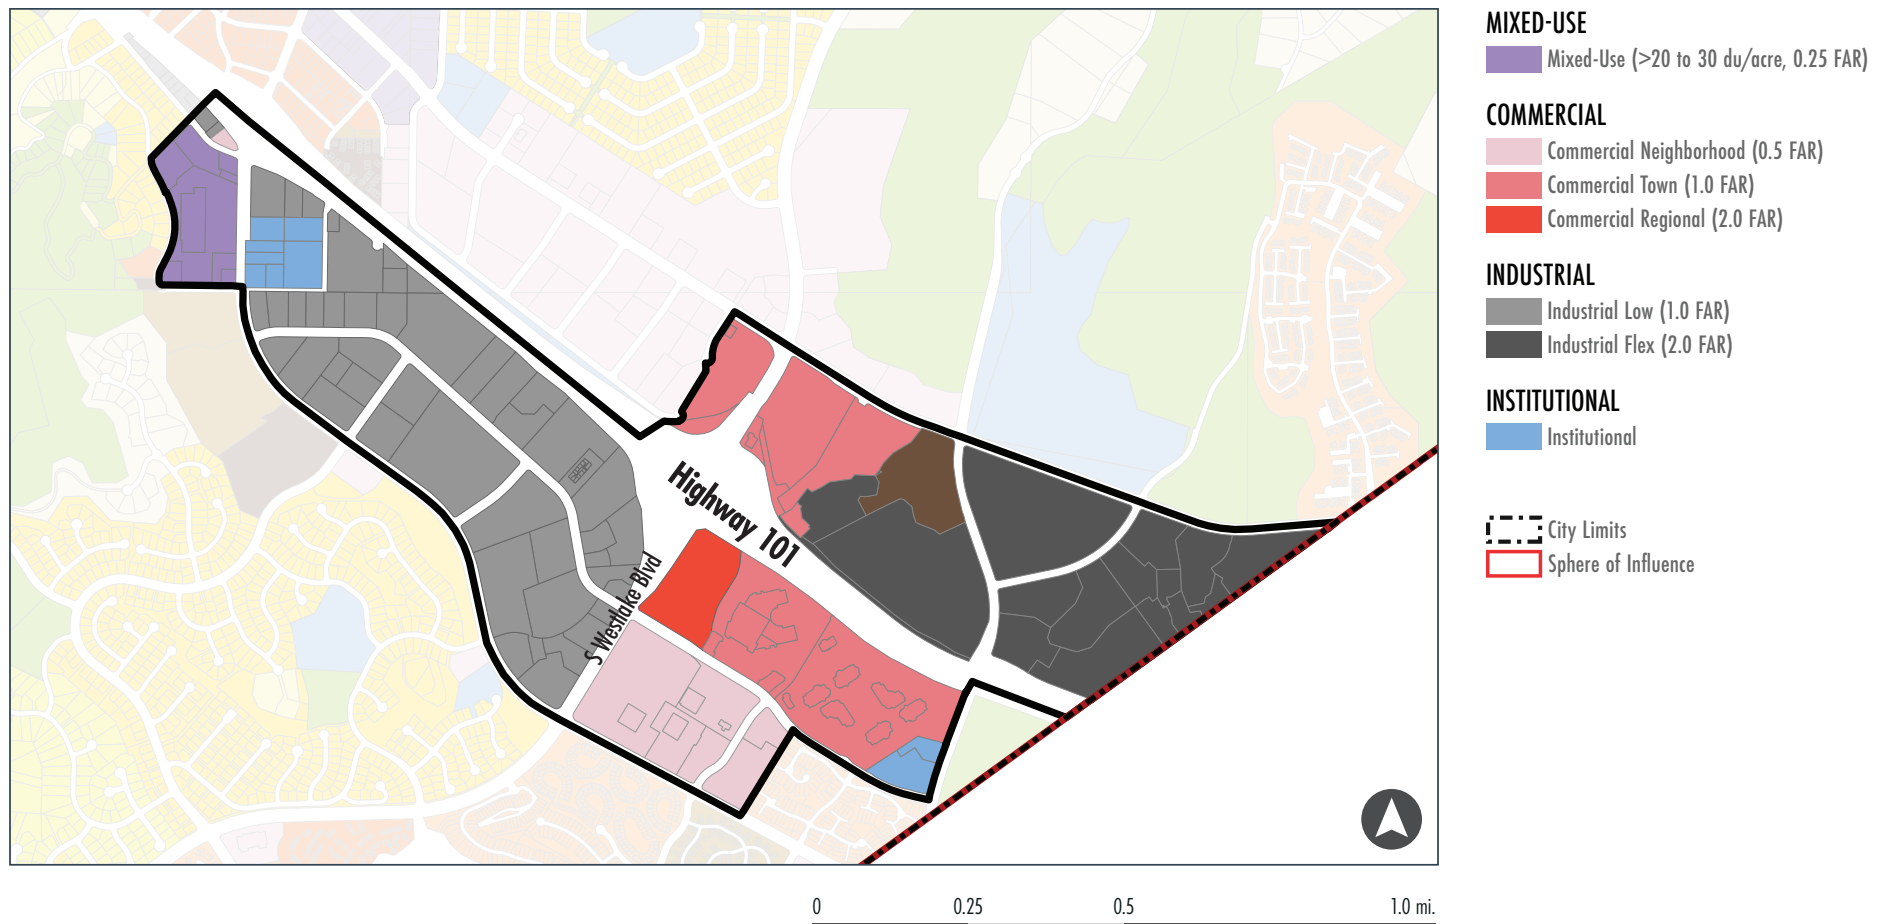 MIXED-USE
Mixed-Use (>20 to 30 du/acre, 0.25 FAR)
COMMERCIAL
Commercial Neighborhood (0.5 FAR)
Commercial Town (1.0 FAR)
Commercial Regional (2.0 FAR)
INDUSTRIAL
Industrial Low (1.0 FAR)
Industrial Flex (2.0 FAR)
INSTITUTIONAL
Institutional
City Limits
Sphere of Influence
Highway 101
S Westlake Blvd
0 0.25 0.5 1.0 mi.